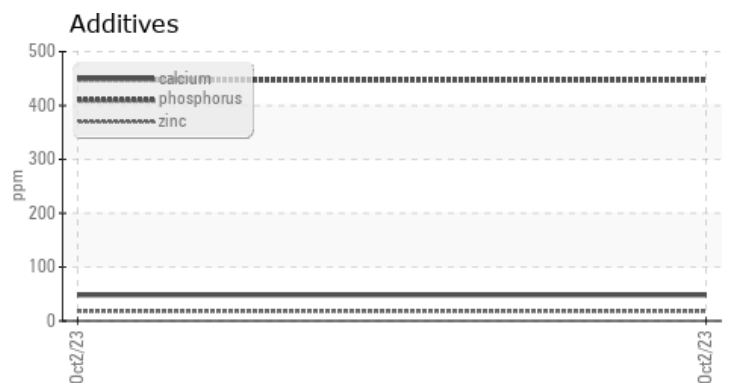 Additives
500
400
300
200
100
0
ppm
calcium
phosphorus
zinc
Oct2/23
Oct2/23